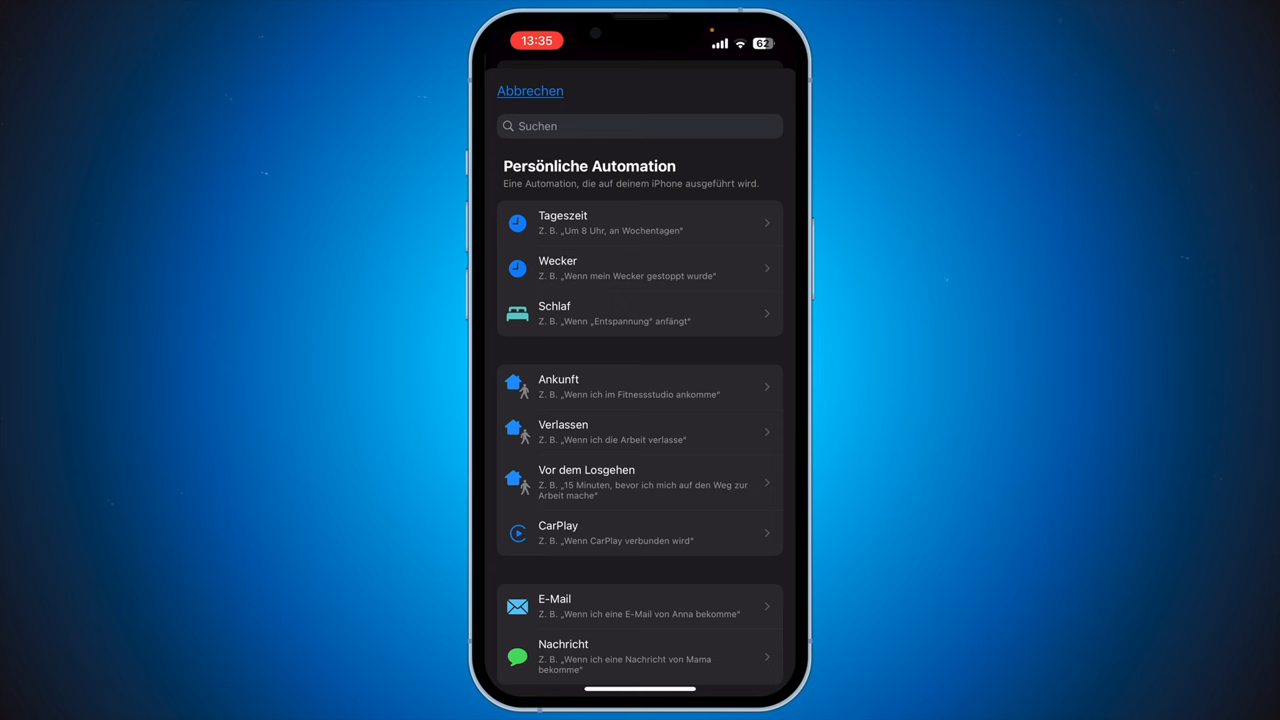 13:35
62
Abbrechen
Suchen
Persönliche Automation
Eine Automation, die auf deinem iPhone ausgeführt wird.
Tageszeit
Z. B. „Um 8 Uhr, an Wochentagen“
Wecker
Z. B. „Wenn mein Wecker gestoppt wurde“
Schlaf
Z. B. „Wenn „Entspannung“ anfängt“
Ankunft
Z. B. „Wenn ich im Fitnessstudio ankomme“
Verlassen
Z. B. „Wenn ich die Arbeit verlasse“
Vor dem Losgehen
Z. B. „15 Minuten, bevor ich mich auf den Weg zur
Arbeit mache“
CarPlay
Z. B. „Wenn CarPlay verbunden wird“
E-Mail
Z. B. „Wenn ich eine E-Mail von Anna bekomme“
Nachricht
Z. B. „Wenn ich eine Nachricht von Mama
bekomme“